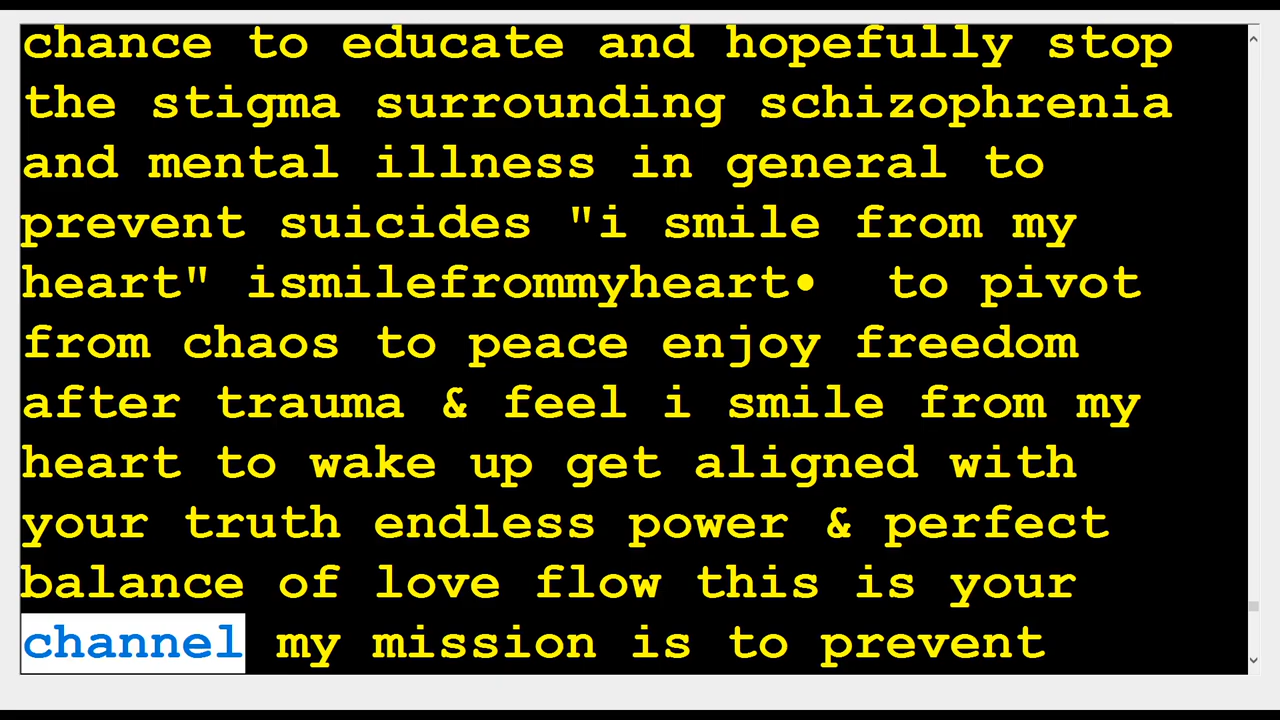 chance to educate and hopefully stop
the stigma surrounding schizophrenia
and mental illness in general to
prevent suicides "i smile from my
heart" ismilefrommyheart• to pivot
from chaos to peace enjoy freedom
after trauma & feel i smile from my
heart to wake up get aligned with
your truth endless power & perfect
balance of love flow this is your
channel my mission is to prevent